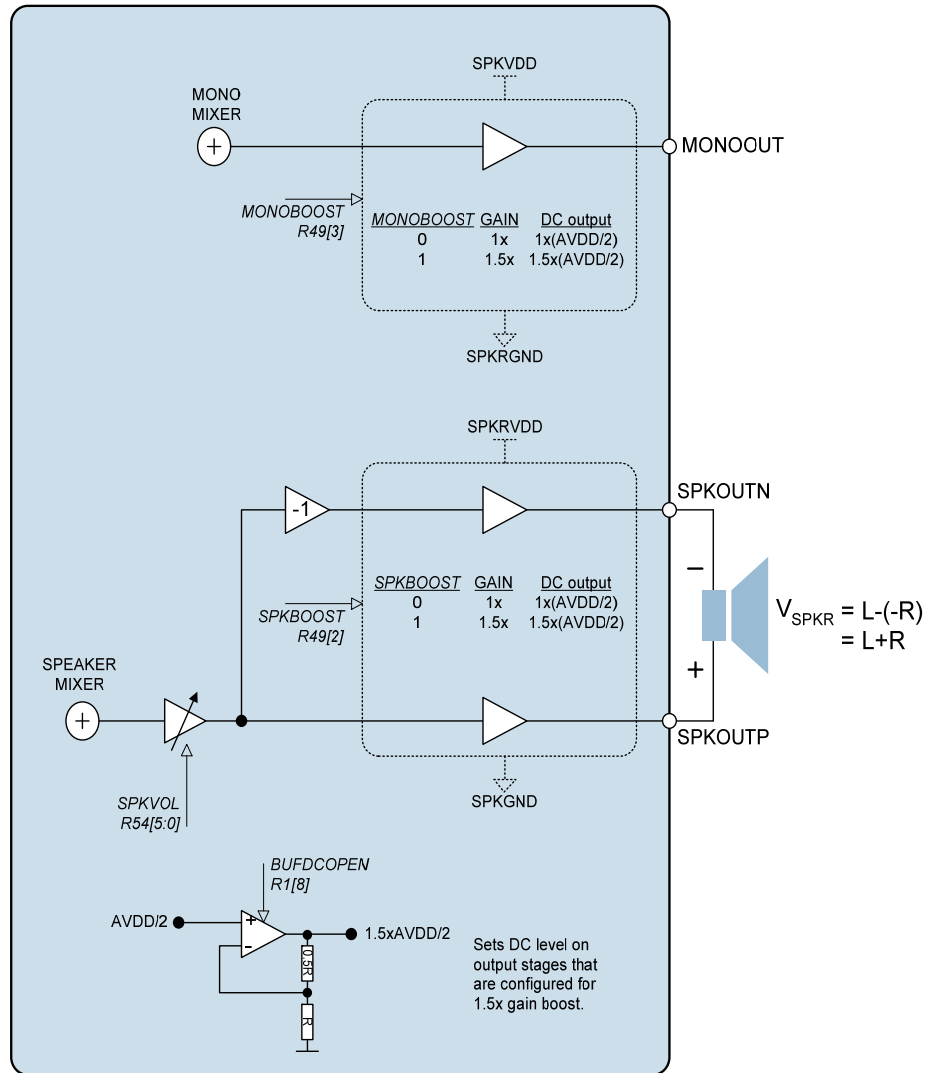 SPKVDD
MONO
MIXER
+
MONOOUT
MONOBOOST
R49[3]
MONOBOOST GAIN DC output
0 1x 1x(AVDD/2)
1 1.5x 1.5x(AVDD/2)
SPKRGND
SPKRVDD
-1
SPKOUTN
SPKBOOST
R49[2]
SPKBOOST GAIN DC output
0 1x 1x(AVDD/2)
1 1.5x 1.5x(AVDD/2)
−
+
VSPKR = L-(-R)
= L+R
SPEAKER
MIXER
+
SPKOUTP
SPKGND
SPKVOL
R54[5:0]
BUFDCOPEN
R1[8]
AVDD/2
+
-
1.5xAVDD/2
0.5R
R
Sets DC level on
output stages that
are configured for
1.5x gain boost.